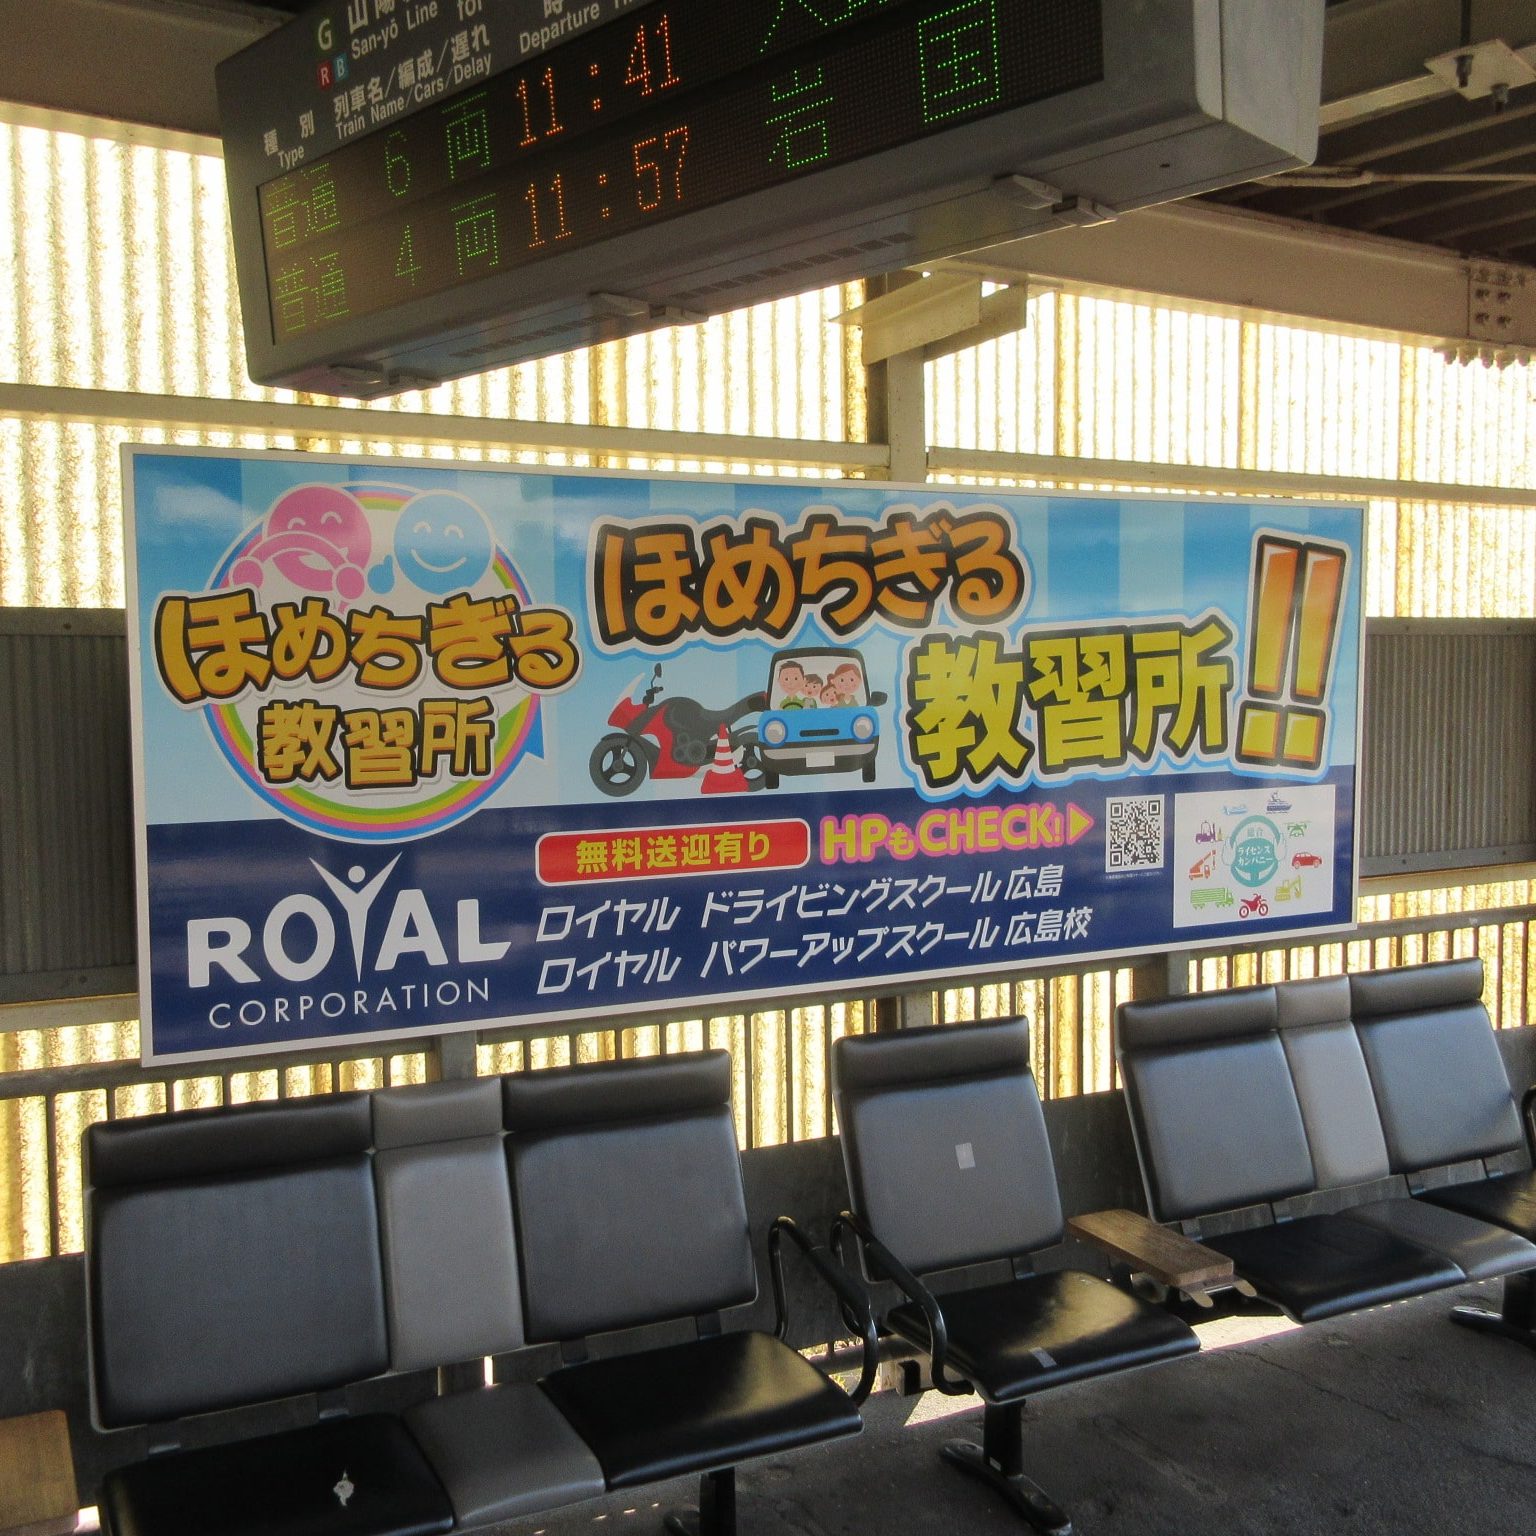 G 山陽
R B San-yō Line for
時
Departure
種別 列車名/編成/遅れ
Type Train Name/Cars/Delay
普通 6両 11:41
普通 4両 11:57 岩国
ほめちぎる
教習所
ほめちぎる
教習所!!
無料送迎有り HPもCHECK!
ROYAL
CORPORATION
ロイヤル ドライビングスクール広島
ロイヤル パワーアップスクール広島校
総合
ライセンス
カンパニー